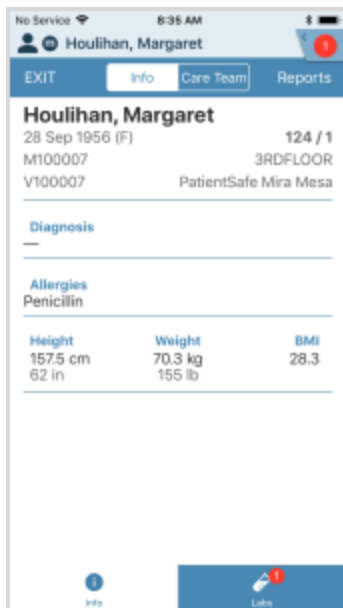 No Service 8:35 AM
Houlihan, Margaret 1
EXIT Info Care Team Reports
Houlihan, Margaret
28 Sep 1956 (F) 124 / 1
M100007 3RDFLOOR
V100007 PatientSafe Mira Mesa
Diagnosis
—
Allergies
Penicillin
Height Weight BMI
157.5 cm 70.3 kg 28.3
62 in 155 lb
1
Info Labs